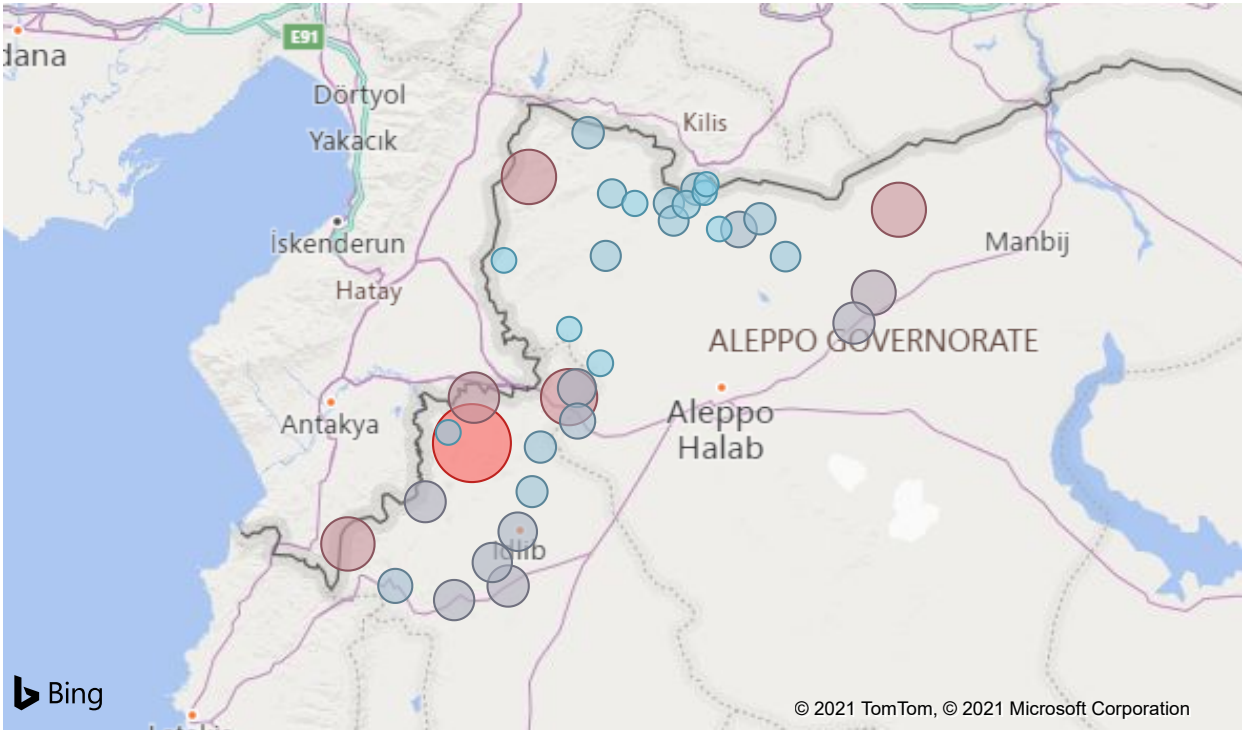 E91
dana
Dörtyol
Yakacık
Kilis
İskenderun
Manbij
Hatay
ALEPPO GOVERNORATE
Antakya
Aleppo
Halab
Idlib
Bing
© 2021 TomTom, © 2021 Microsoft Corporation